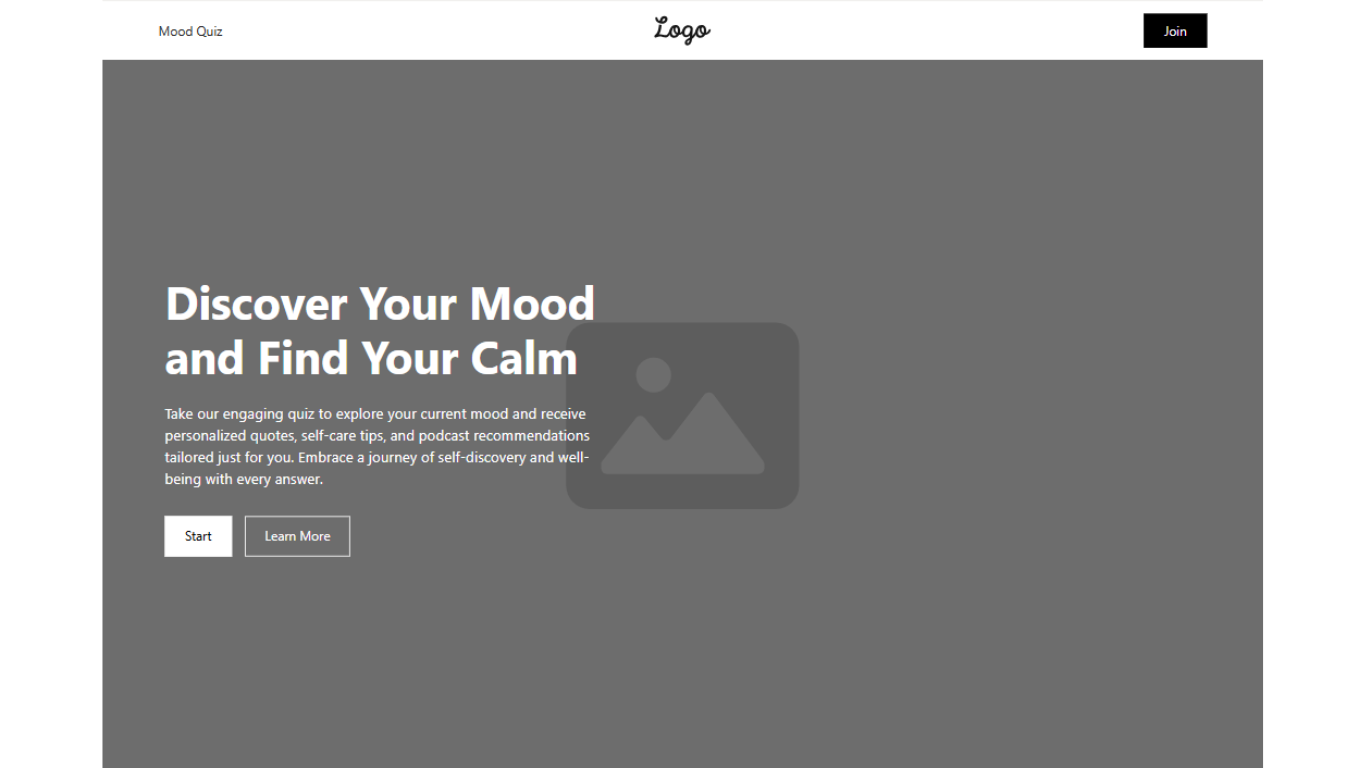 Mood Quiz
Logo
Join
Discover Your Mood
and Find Your Calm
Take our engaging quiz to explore your current mood and receive
personalized quotes, self-care tips, and podcast recommendations
tailored just for you. Embrace a journey of self-discovery and well-
being with every answer.
Start
Learn More